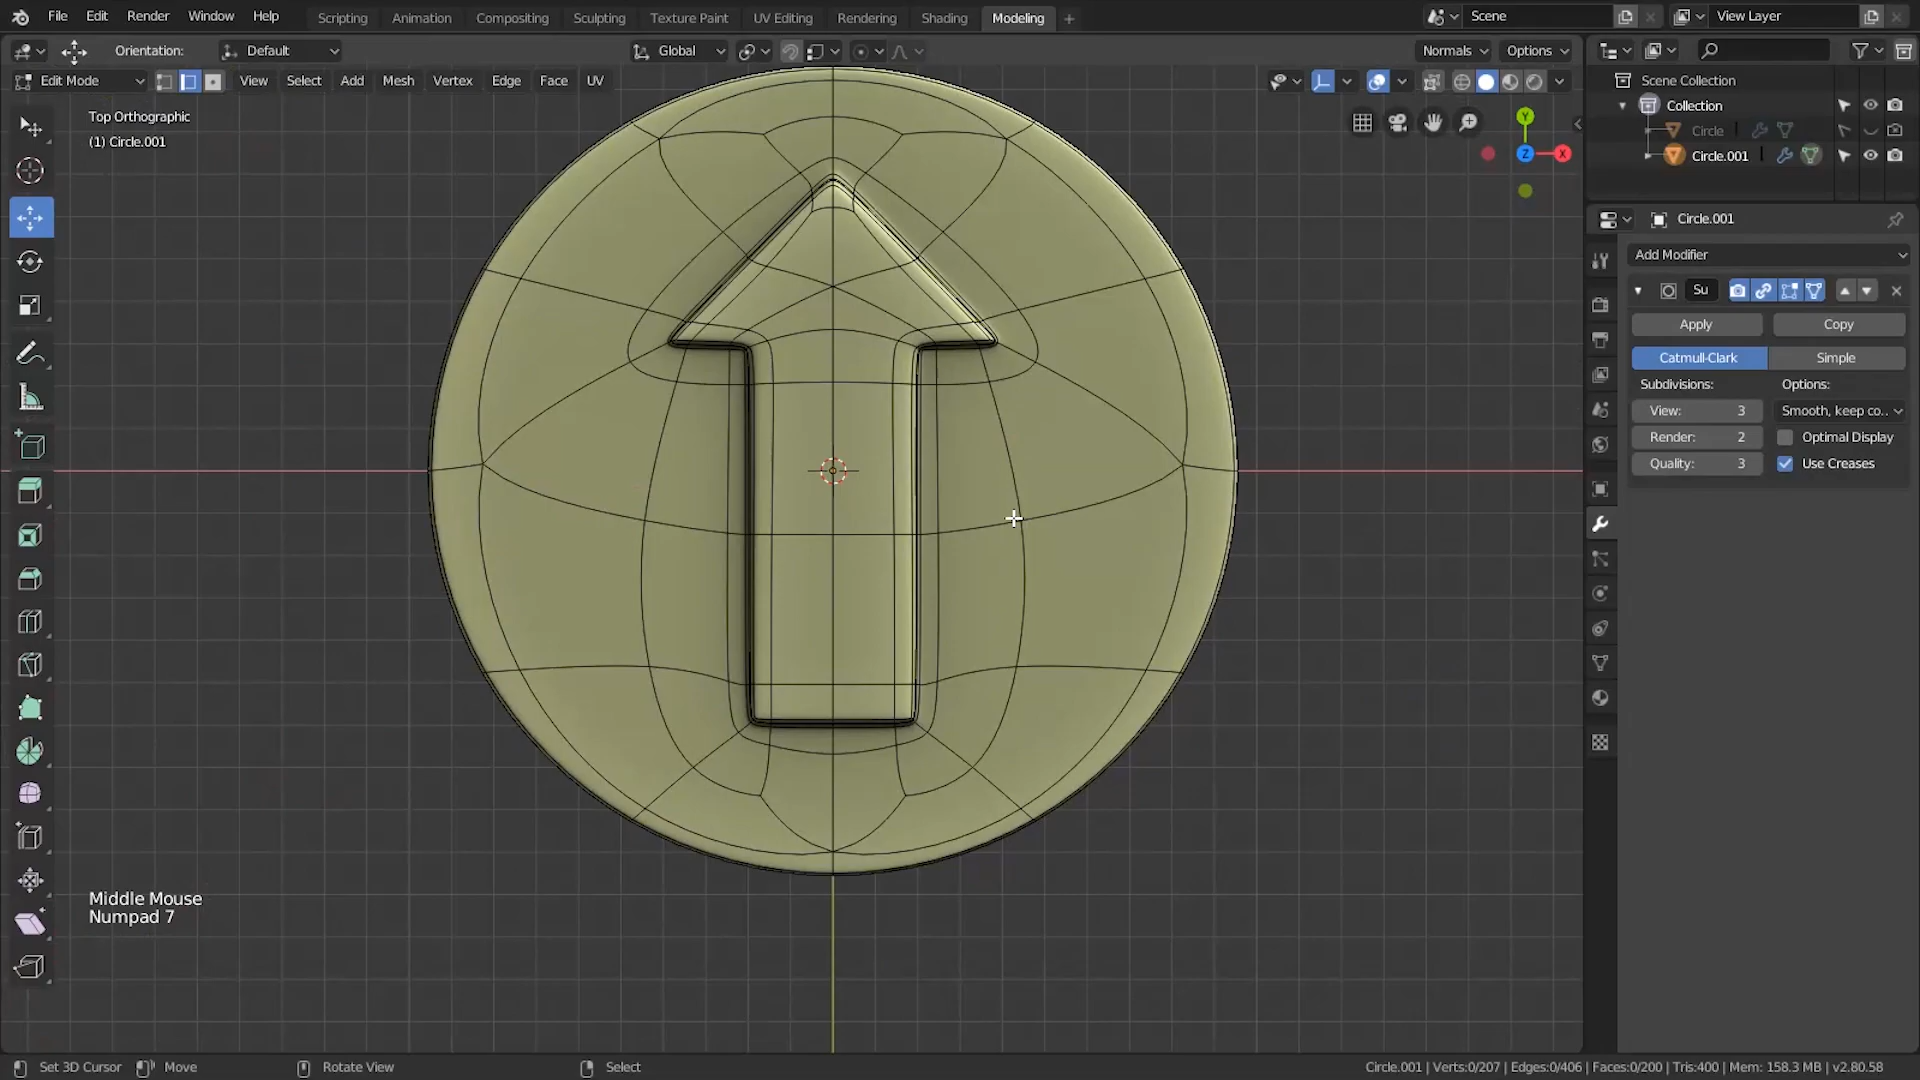 File Edit Render Window Help Scripting Animation Compositing Sculpting Texture Paint UV Editing Rendering Shading Modeling + Scene View Layer
Orientation: Default Global Normals Options
Edit Mode View Select Add Mesh Vertex Edge Face UV Scene Collection
Top Orthographic
(1) Circle.001
Collection
Circle
Circle.001
Y
Z
X
Circle.001
Add Modifier
Su
Apply Copy
Catmull-Clark Simple
Subdivisions: Options:
View: 3 Smooth, keep co..
Render: 2 Optimal Display
Quality: 3 Use Creases
Middle Mouse
Numpad 7
Set 3D Cursor Move Rotate View Select Circle.001 | Verts:0/207 | Edges:0/406 | Faces:0/200 | Tris:400 | Mem: 158.3 MB | v2.80.58